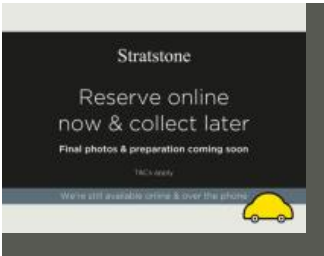 Stratstone
Reserve online
now & collect later
Final photos & preparation coming soon
T&Cs apply
We're still available online & over the phone